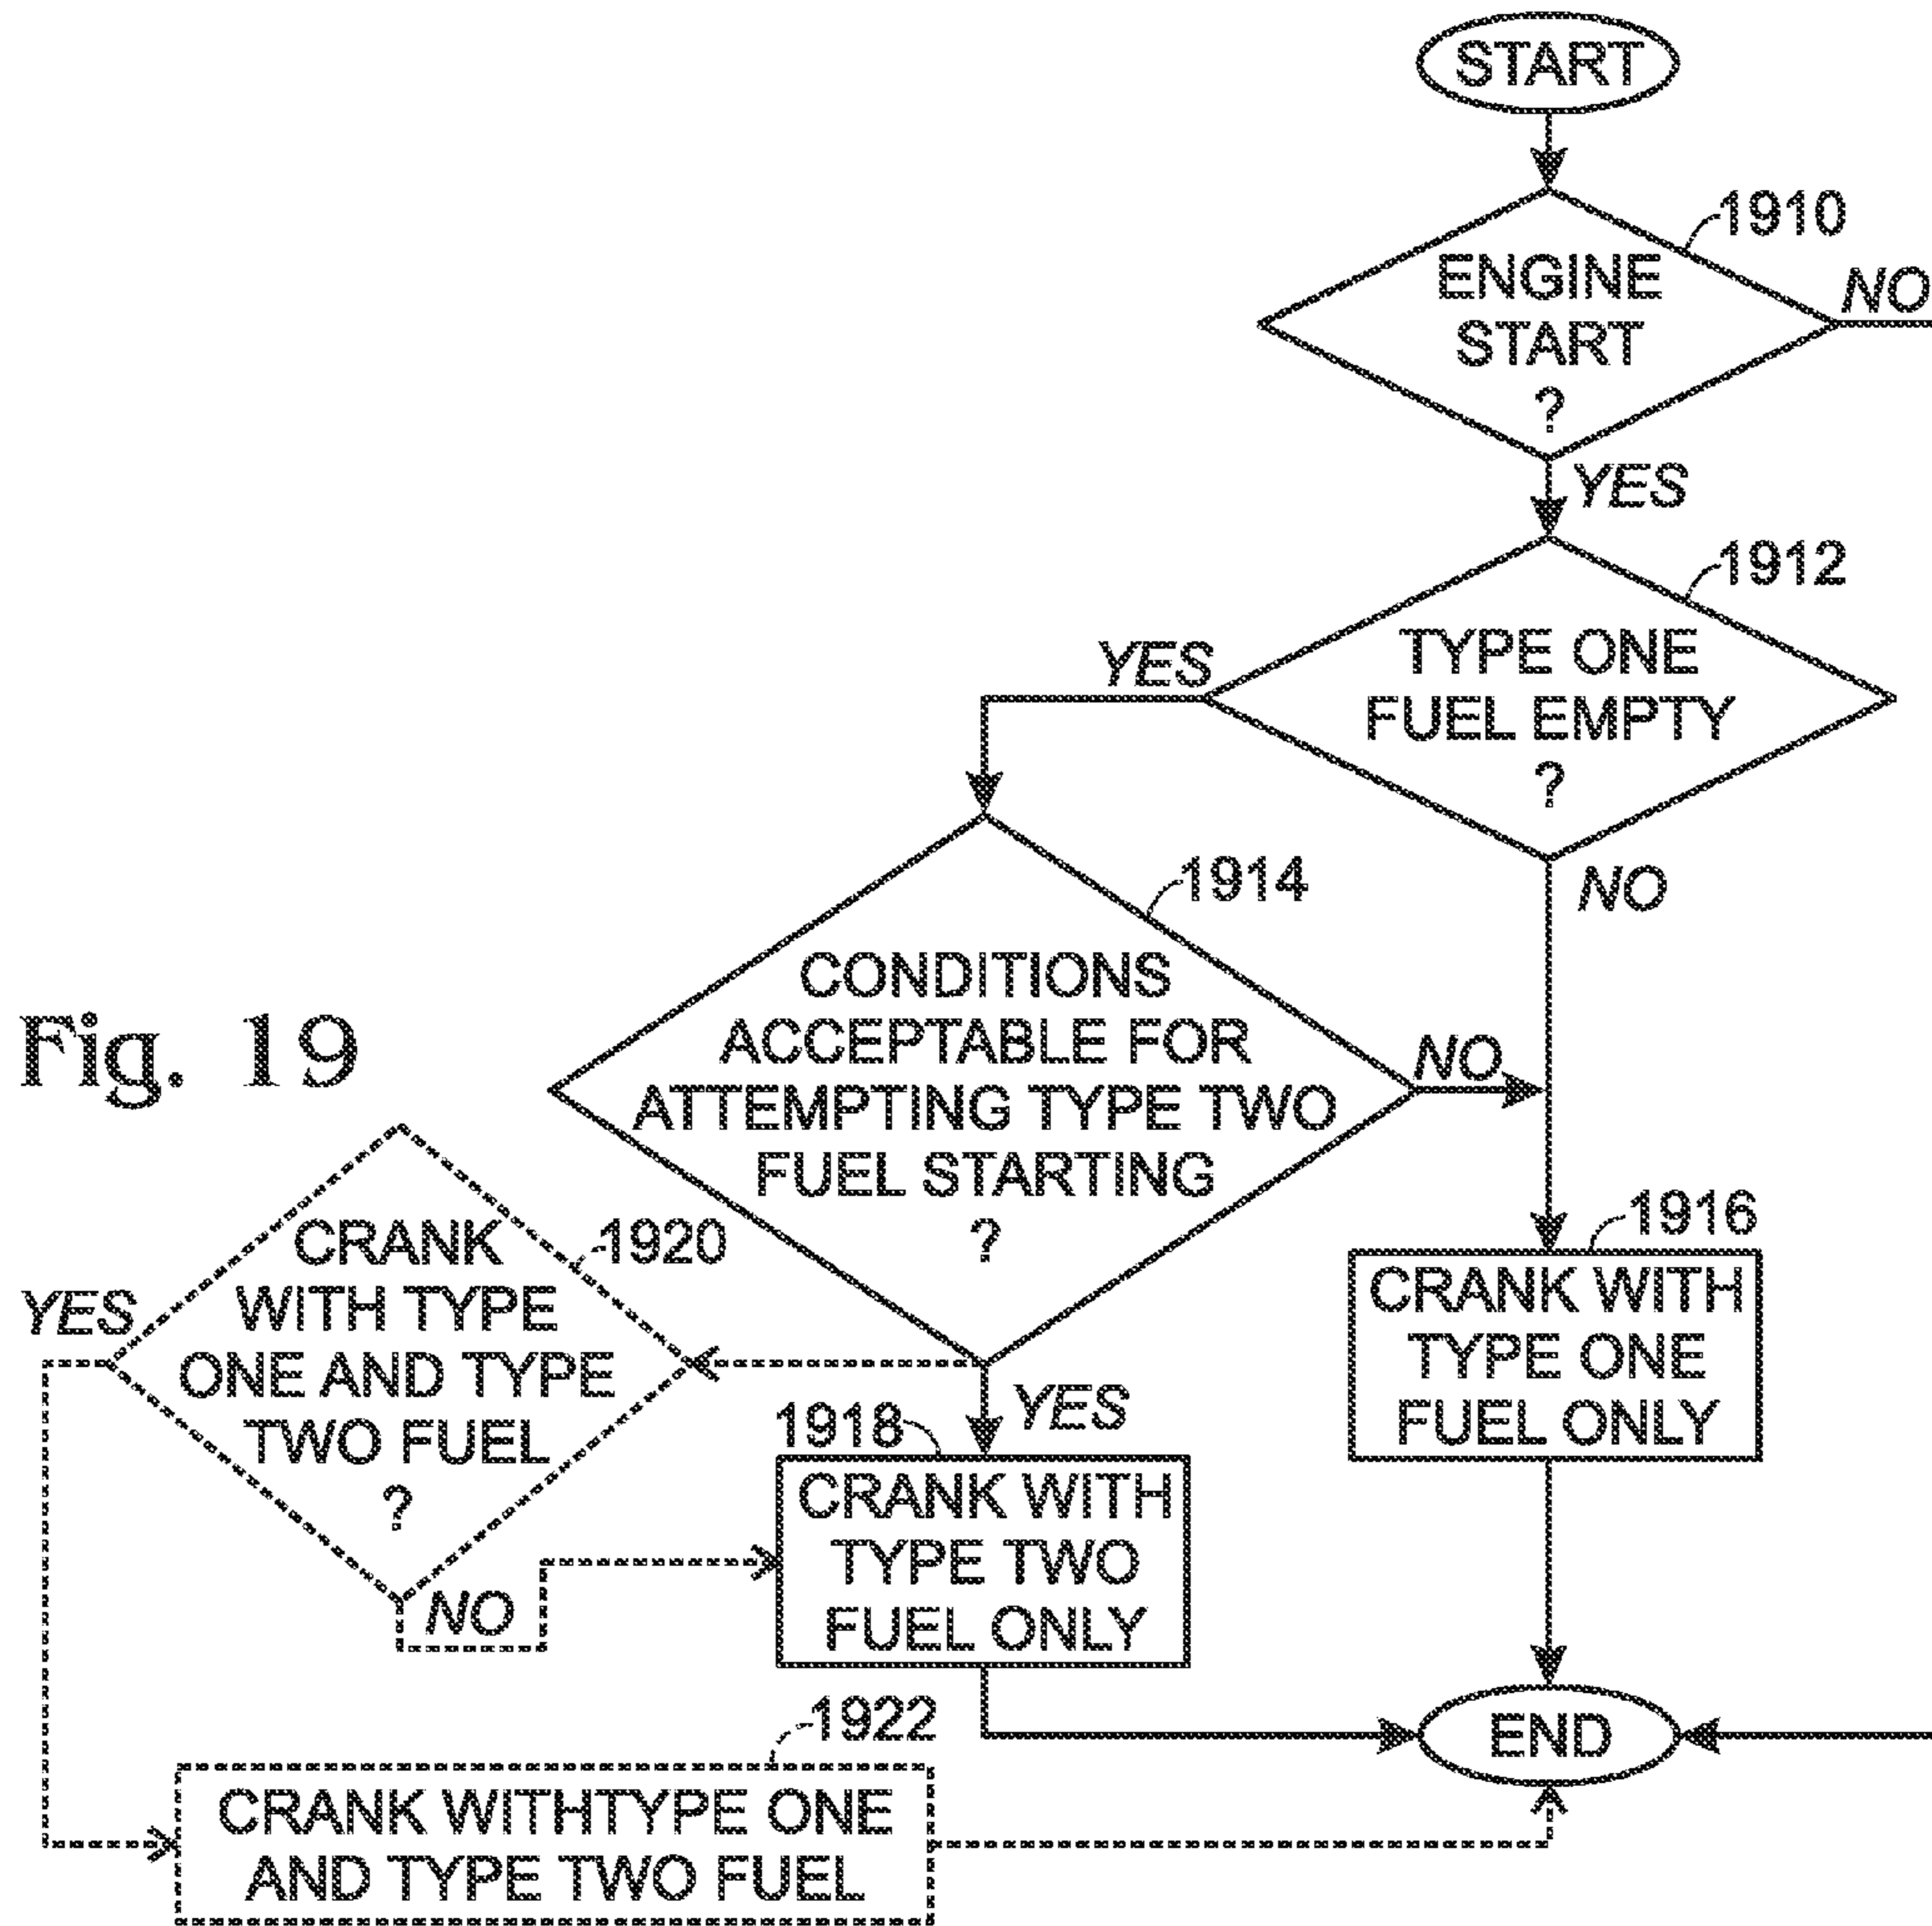 START
1910
ENGINE
START
?
NO
YES
1912
TYPE ONE
FUEL EMPTY
?
YES
NO
1914
CONDITIONS
ACCEPTABLE FOR
ATTEMPTING TYPE TWO
FUEL STARTING
?
NO
YES
Fig. 19
1920
CRANK
WITH TYPE
ONE AND TYPE
TWO FUEL
?
YES
NO
1916
CRANK WITH
TYPE ONE
FUEL ONLY
1918
CRANK WITH
TYPE TWO
FUEL ONLY
1922
CRANK WITHTYPE ONE
AND TYPE TWO FUEL
END